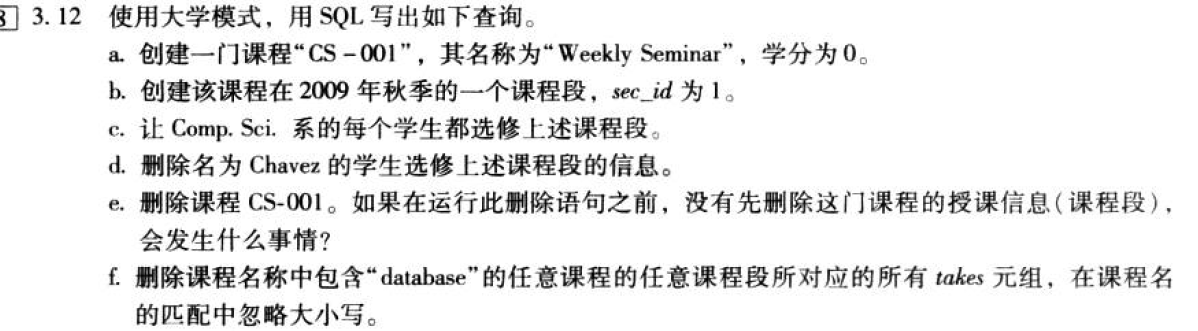 3.12 使用大学模式，用 SQL 写出如下查询。
a. 创建一门课程“CS-001”，其名称为“Weekly Seminar”，学分为 0。
b. 创建该课程在 2009 年秋季的一个课程段，sec_id 为 1。
c. 让 Comp. Sci. 系的每个学生都选修上述课程段。
d. 删除名为 Chavez 的学生选修上述课程段的信息。
e. 删除课程 CS-001。如果在运行此删除语句之前，没有先删除这门课程的授课信息(课程段)，
会发生什么事情?
f. 删除课程名称中包含“database”的任意课程的任意课程段所对应的所有 takes 元组，在课程名
的匹配中忽略大小写。